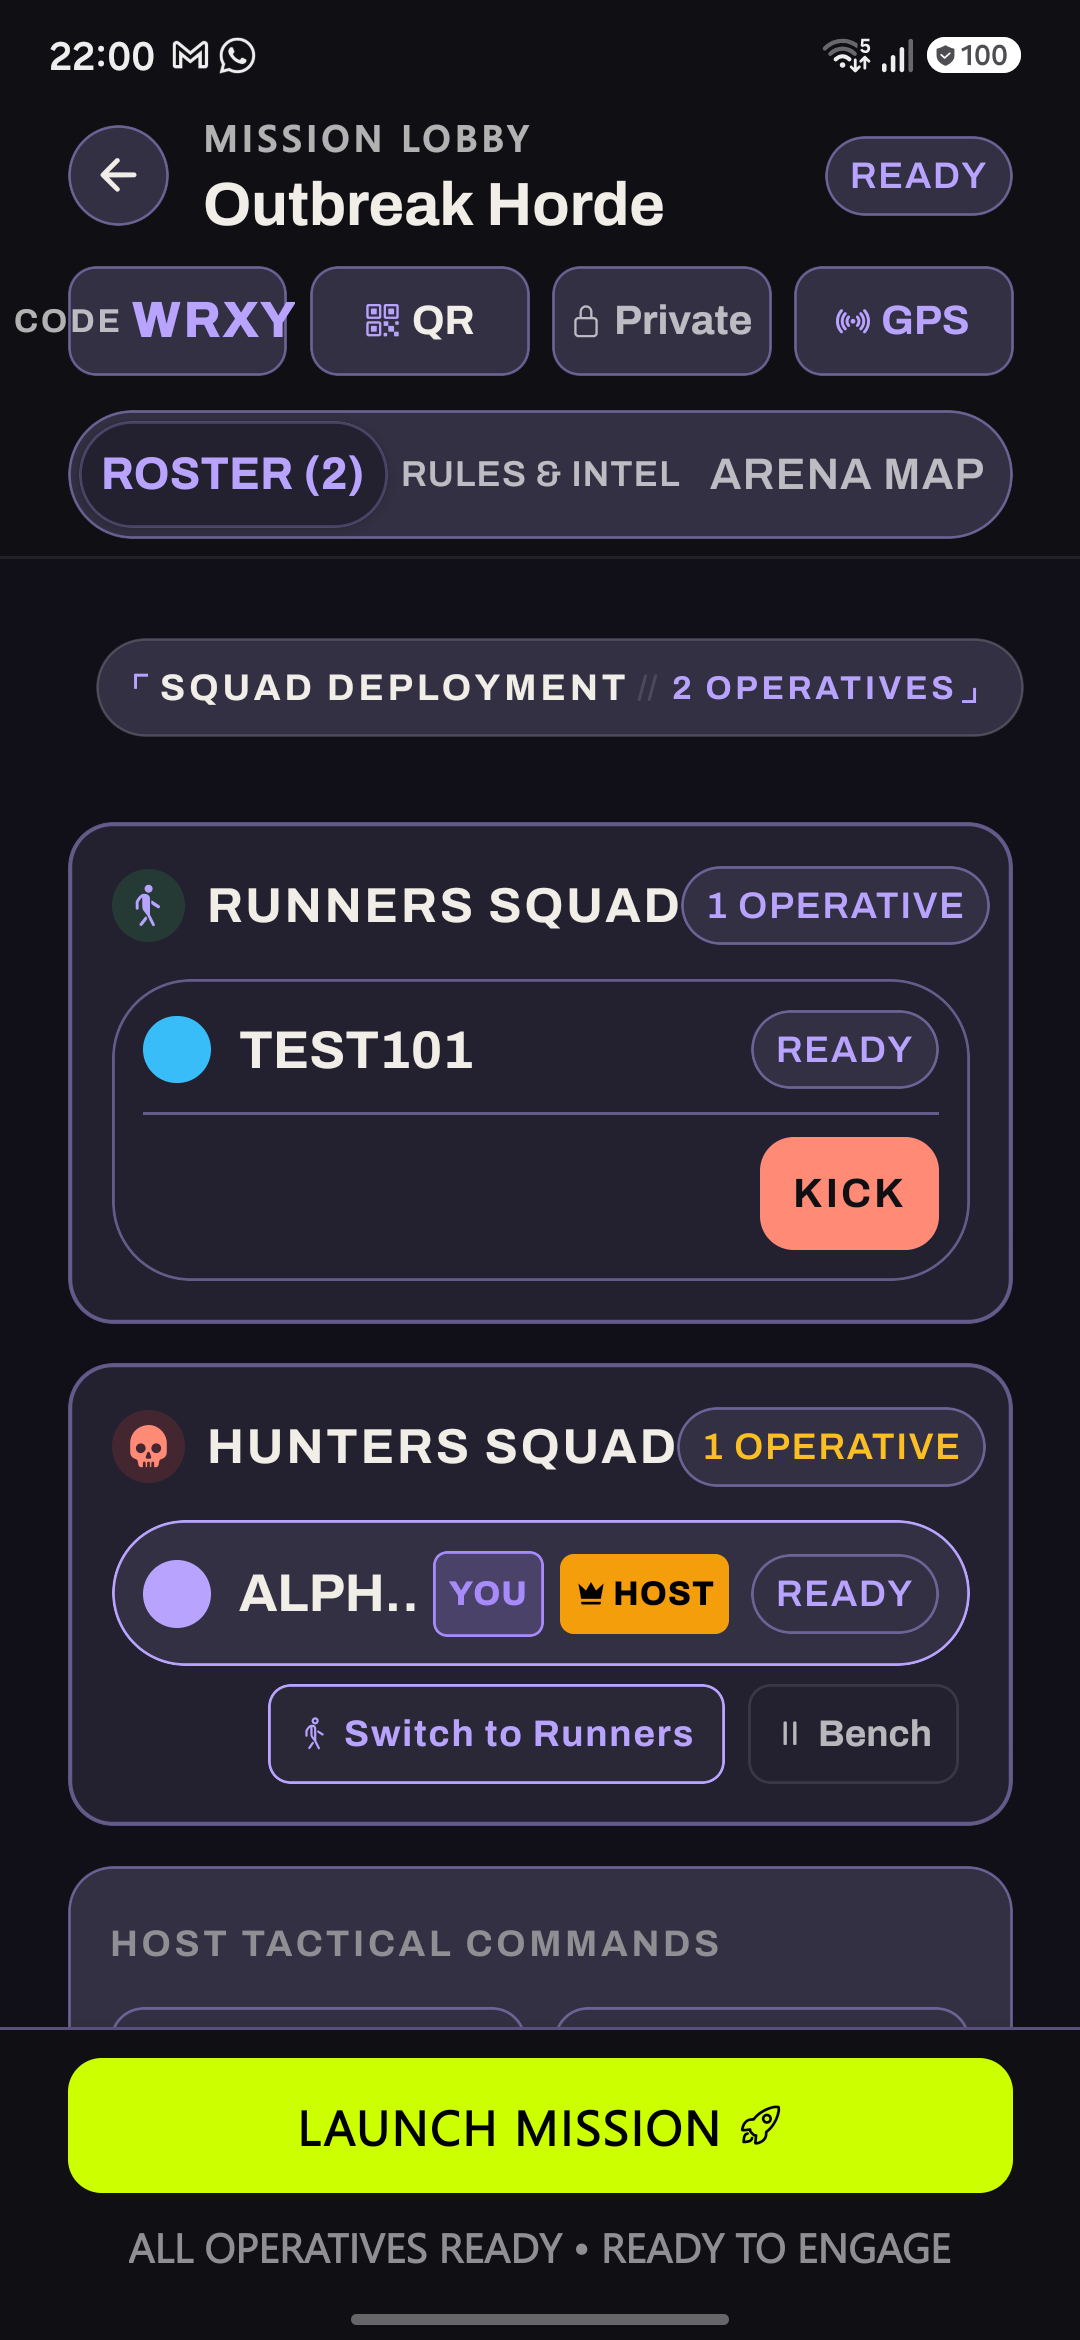 22:00
5
100
MISSION LOBBY
Outbreak Horde
READY
CODE WRXY
QR
Private
GPS
ROSTER (2)
RULES & INTEL
ARENA MAP
SQUAD DEPLOYMENT // 2 OPERATIVES
RUNNERS SQUAD
1 OPERATIVE
TEST101
READY
KICK
HUNTERS SQUAD
1 OPERATIVE
ALPH..
YOU
HOST
READY
Switch to Runners
Bench
HOST TACTICAL COMMANDS
LAUNCH MISSION
ALL OPERATIVES READY • READY TO ENGAGE